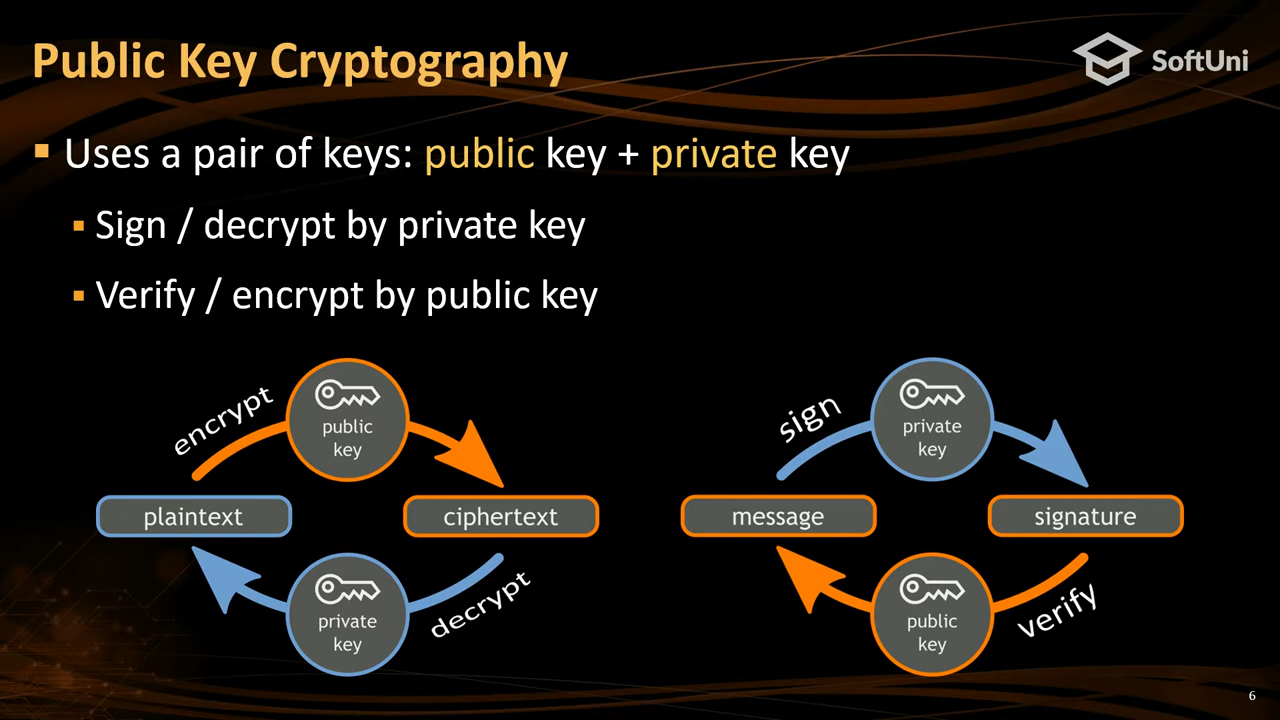 Public Key Cryptography
SoftUni
Uses a pair of keys: public key + private key
Sign / decrypt by private key
Verify / encrypt by public key
encrypt
public
key
plaintext
ciphertext
private
key
decrypt
sign
private
key
message
signature
public
key
verify
6